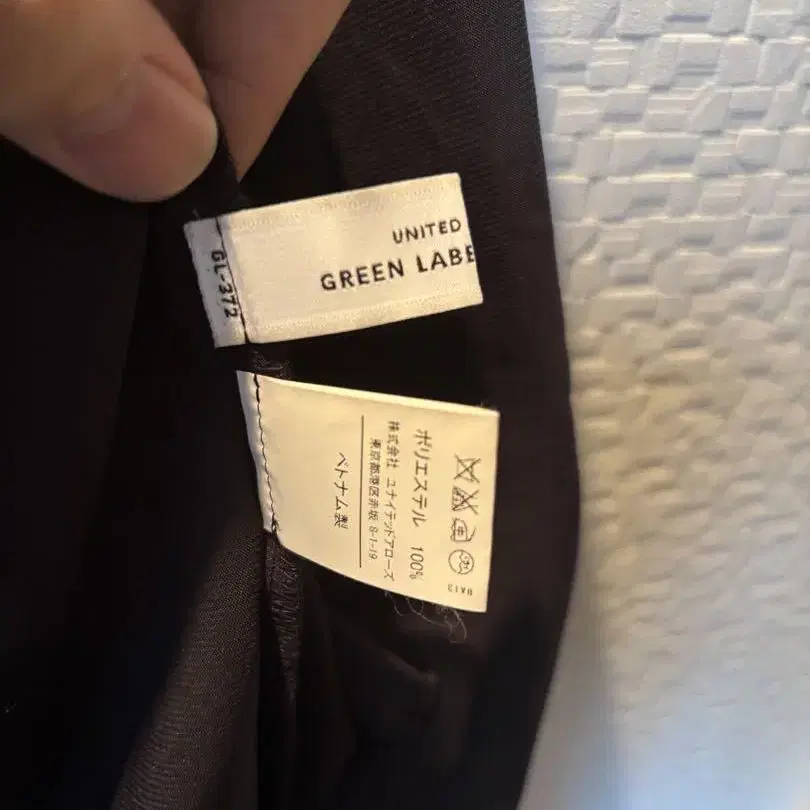 UNITED
GREEN LABE
GL-372
ポリエステル 100%
株式会社 ユナイテッドアローズ
東京都港区赤坂 8-1-19
ベトナム製